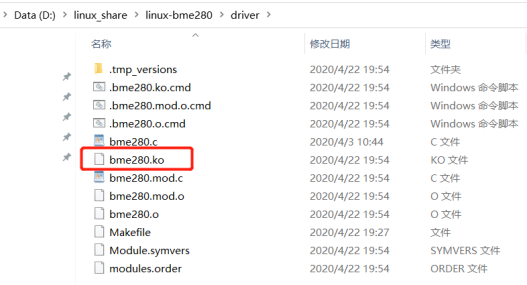 Data (D:) > linux_share > linux-bme280 > driver >
名称 修改日期 类型
.tmp_versions 2020/4/22 19:54 文件夹
.bme280.ko.cmd 2020/4/22 19:54 Windows 命令脚本
.bme280.mod.o.cmd 2020/4/22 19:54 Windows 命令脚本
.bme280.o.cmd 2020/4/22 19:54 Windows 命令脚本
bme280.c 2020/4/3 10:44 C 文件
bme280.ko 2020/4/22 19:54 KO 文件
bme280.mod.c 2020/4/22 19:54 C 文件
bme280.mod.o 2020/4/22 19:54 O 文件
bme280.o 2020/4/22 19:54 O 文件
Makefile 2020/4/22 19:27 文件
Module.symvers 2020/4/22 19:54 SYMVERS 文件
modules.order 2020/4/22 19:54 ORDER 文件